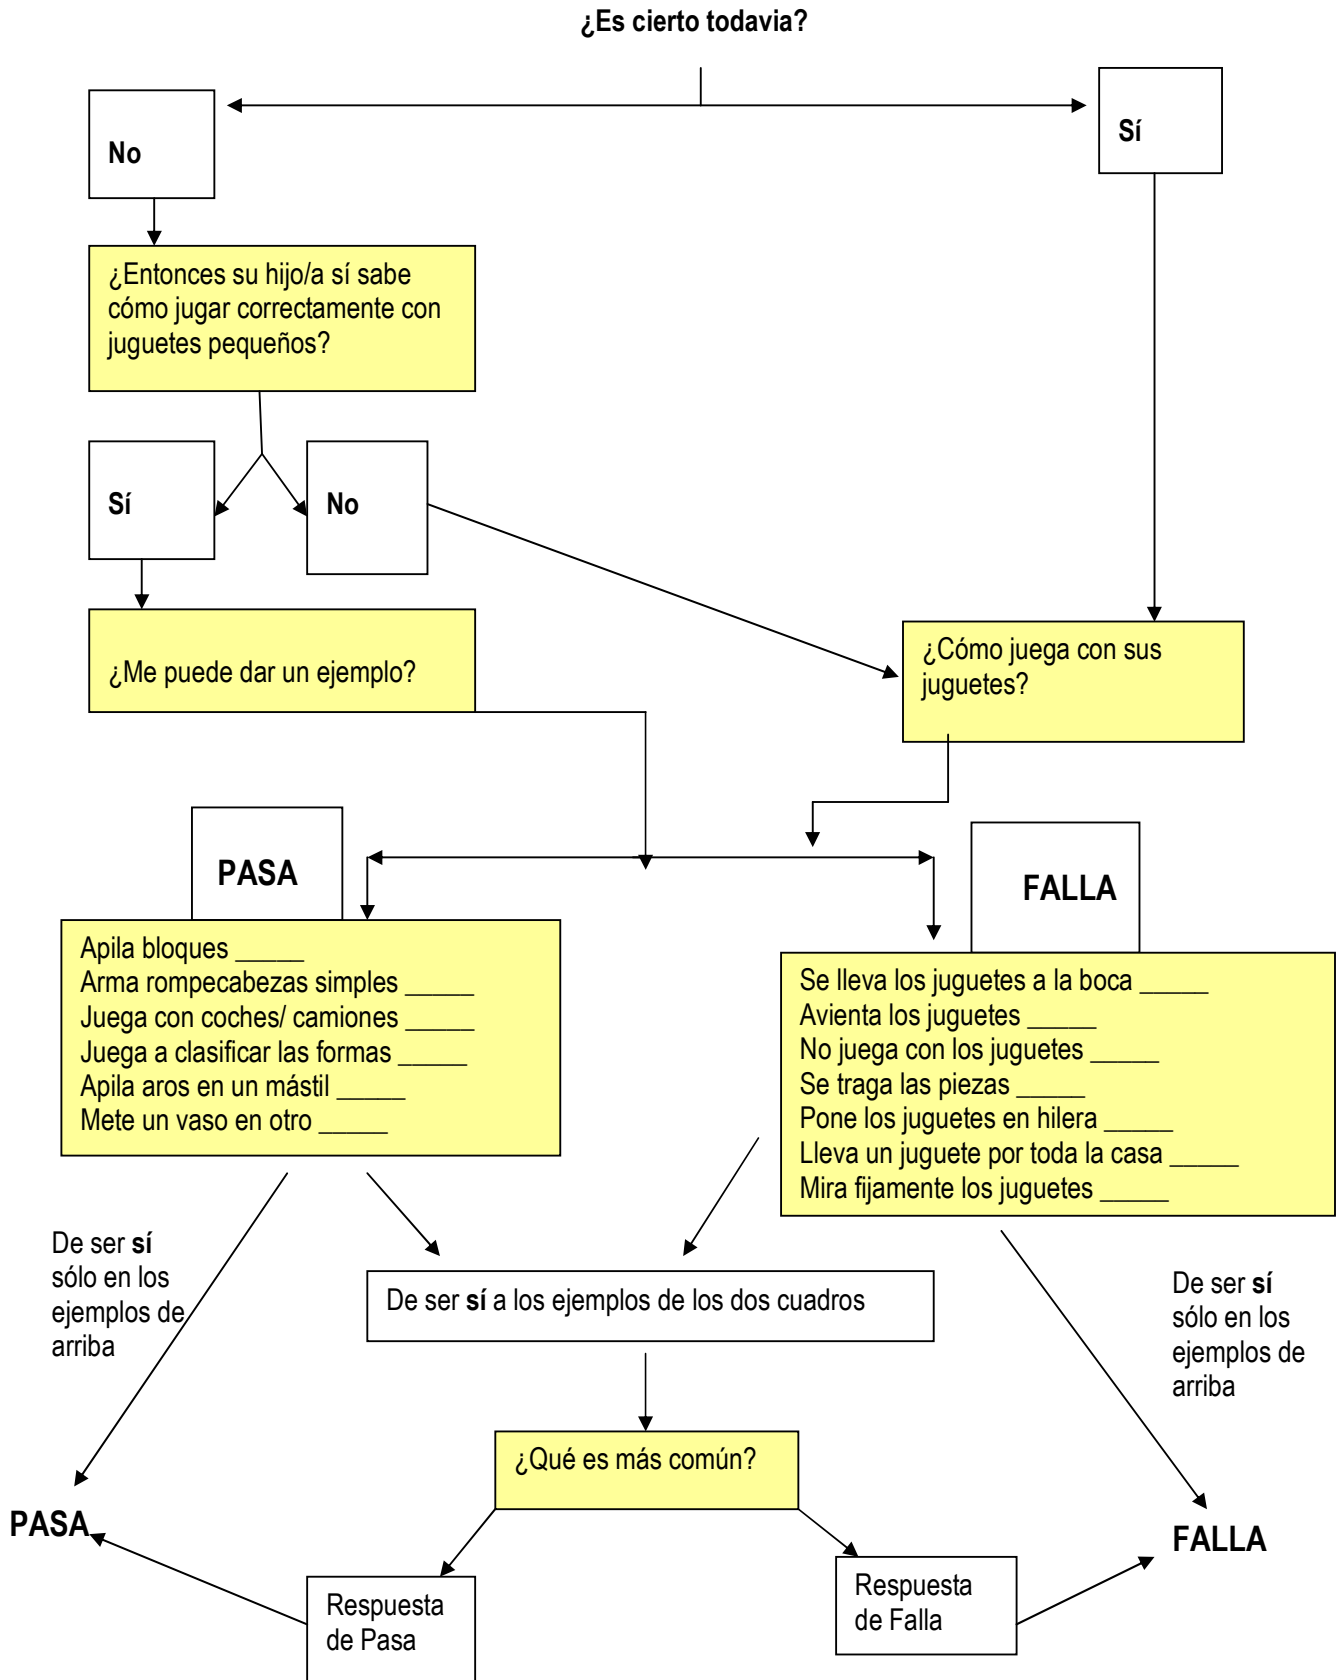 ¿Es cierto todavia?
No
Sí
¿Entonces su hijo/a sí sabe
cómo jugar correctamente con
juguetes pequeños?
Sí
No
¿Me puede dar un ejemplo?
¿Cómo juega con sus
juguetes?
PASA
FALLA
Apila bloques _____
Arma rompecabezas simples _____
Juega con coches/ camiones _____
Juega a clasificar las formas _____
Apila aros en un mástil _____
Mete un vaso en otro _____
Se lleva los juguetes a la boca _____
Avienta los juguetes _____
No juega con los juguetes _____
Se traga las piezas _____
Pone los juguetes en hilera _____
Lleva un juguete por toda la casa _____
Mira fijamente los juguetes _____
De ser sí
sólo en los
ejemplos de
arriba
De ser sí a los ejemplos de los dos cuadros
De ser sí
sólo en los
ejemplos de
arriba
¿Qué es más común?
PASA
FALLA
Respuesta
de Pasa
Respuesta
de Falla